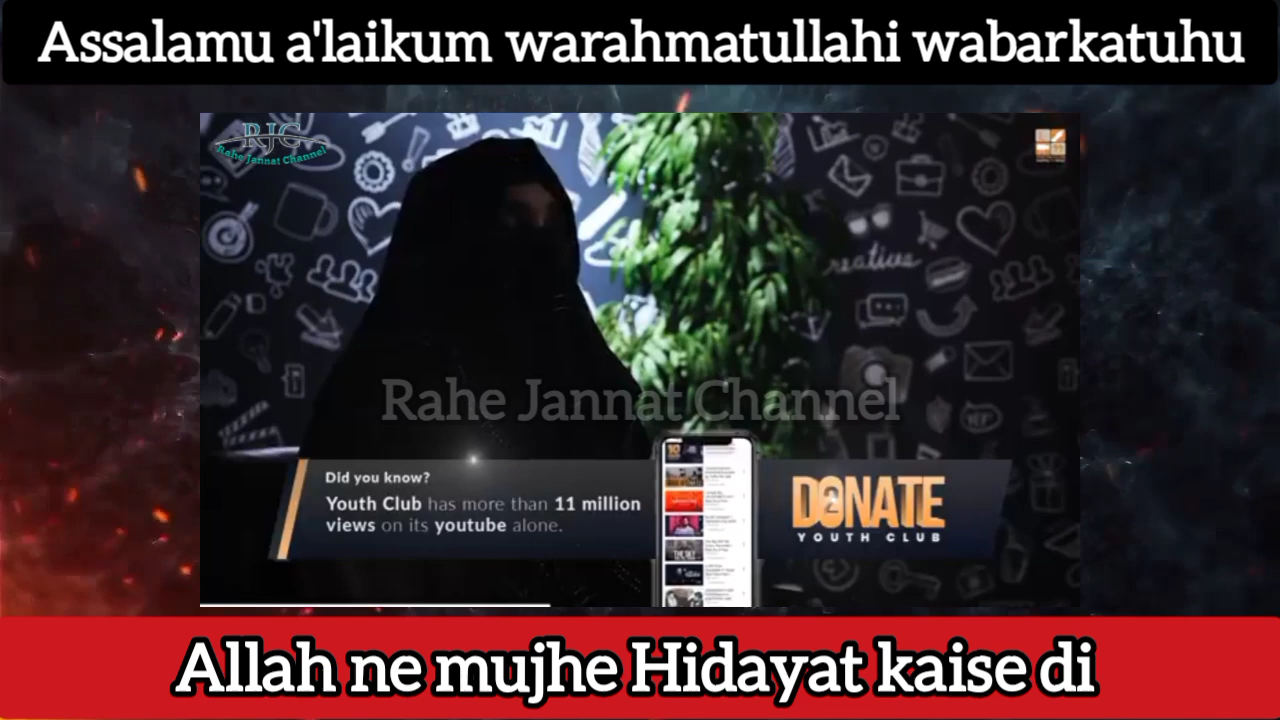 Assalamu a'laikum warahmatullahi wabarkatuhu
RJC
Rahe Jannat Channel
creative
Rahe Jannat Channel
Did you know?
Youth Club has more than 11 million
views on its youtube alone.
DONATE
YOUTH CLUB
Allah ne mujhe Hidayat kaise di